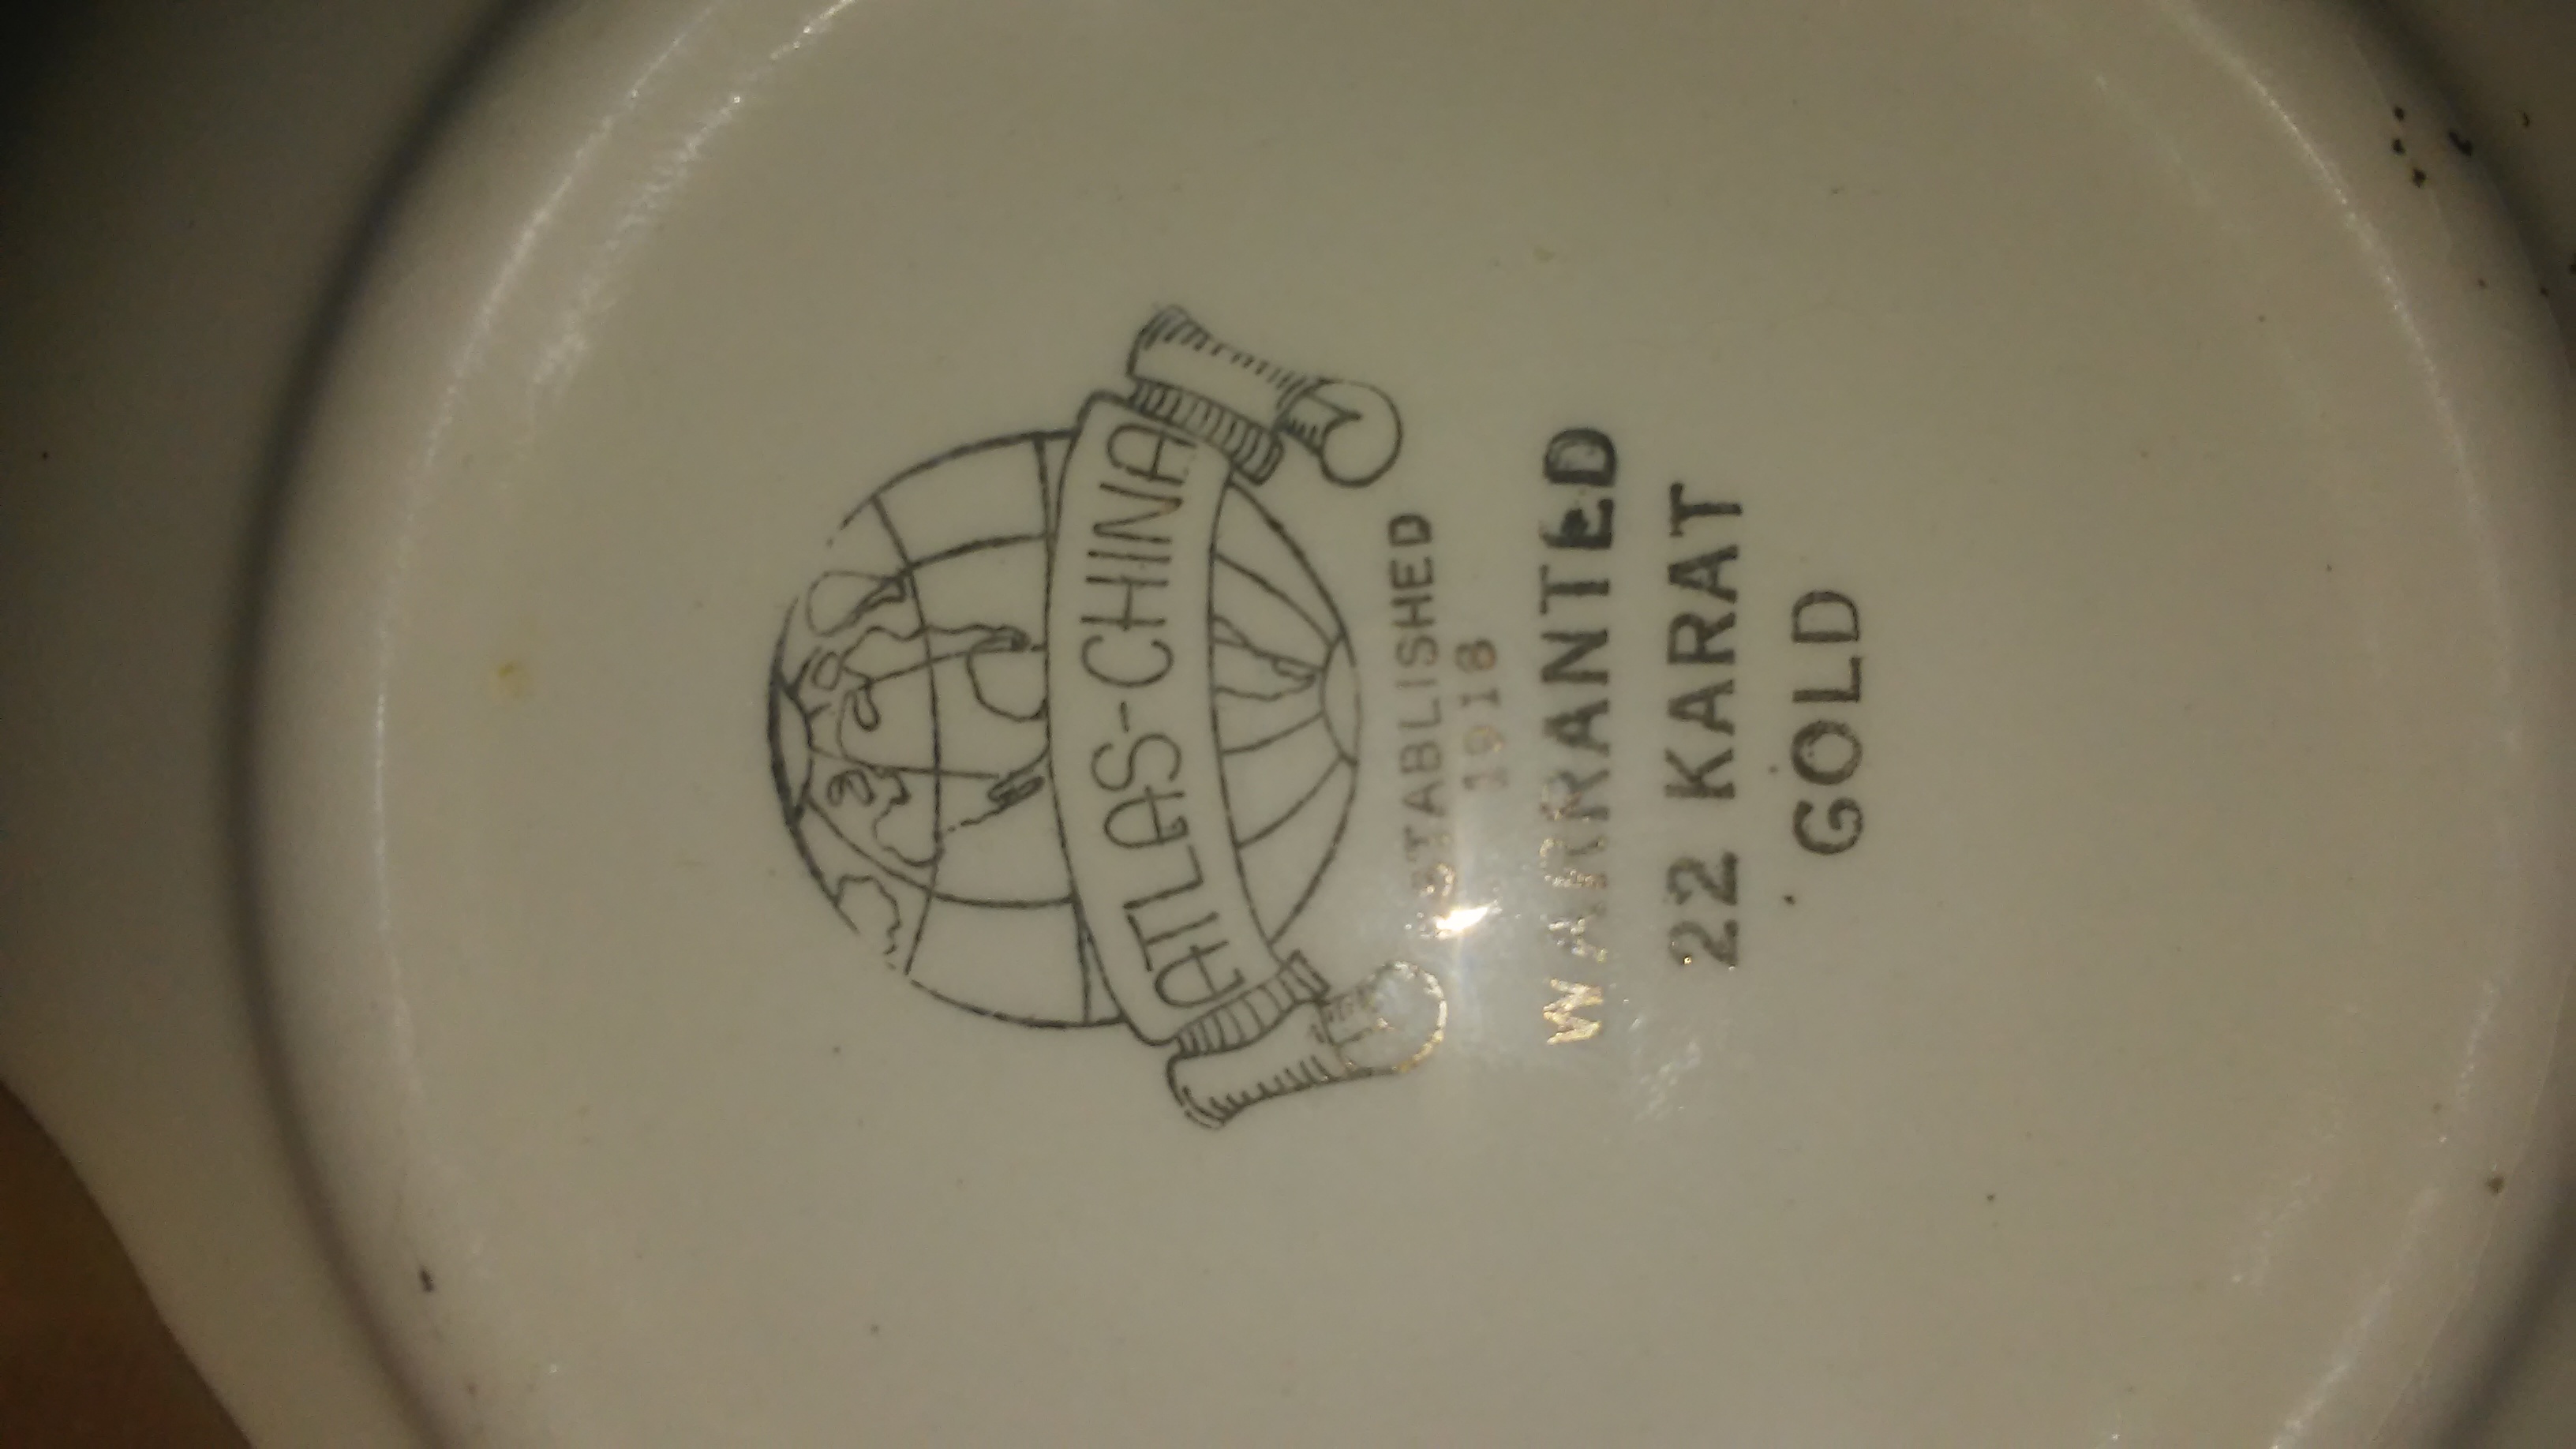 ATLAS-CHINA
ESTABLISHED
1918
WARRANTED
22 KARAT
GOLD